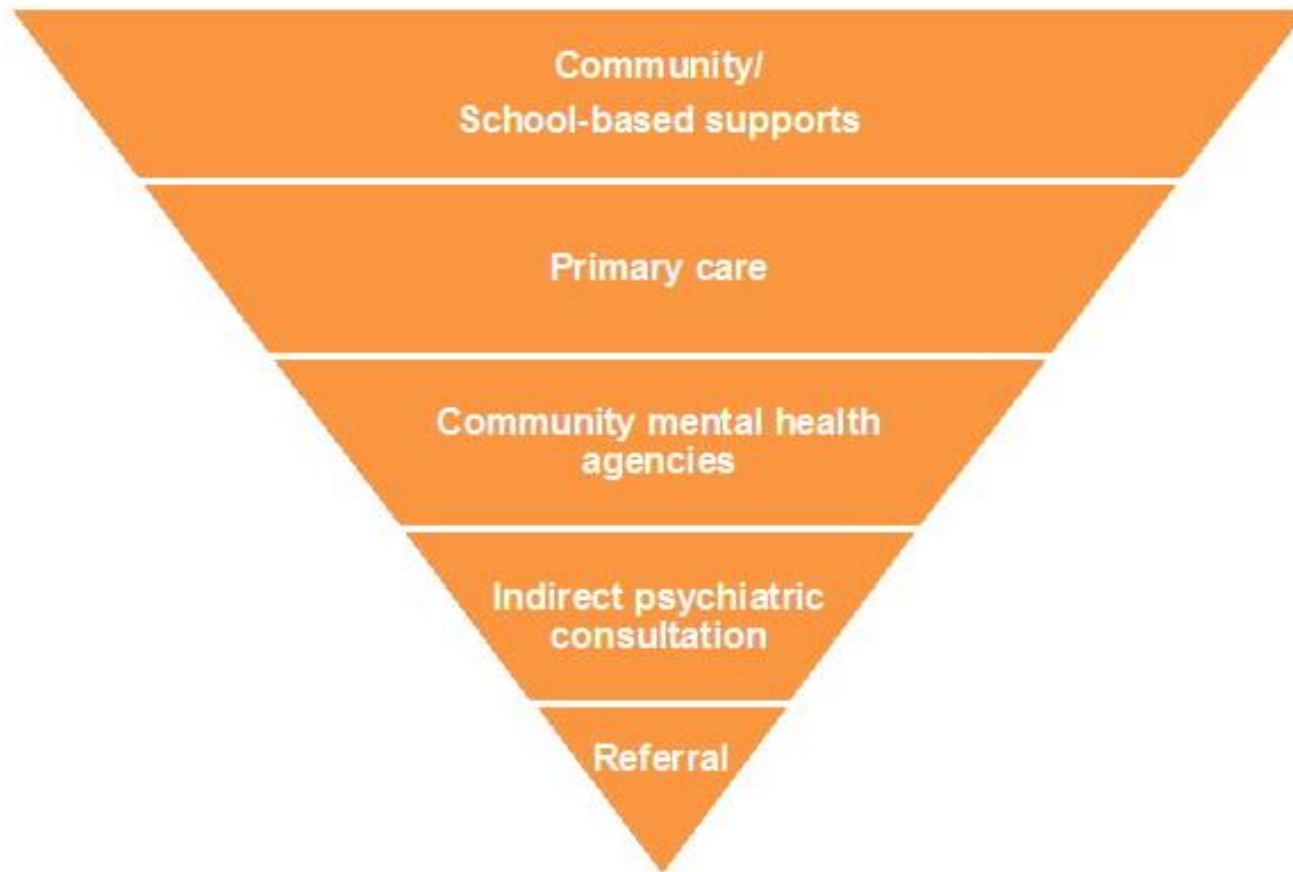 Community/
School-based supports
Primary care
Community mental health
agencies
Indirect psychiatric
consultation
Referral